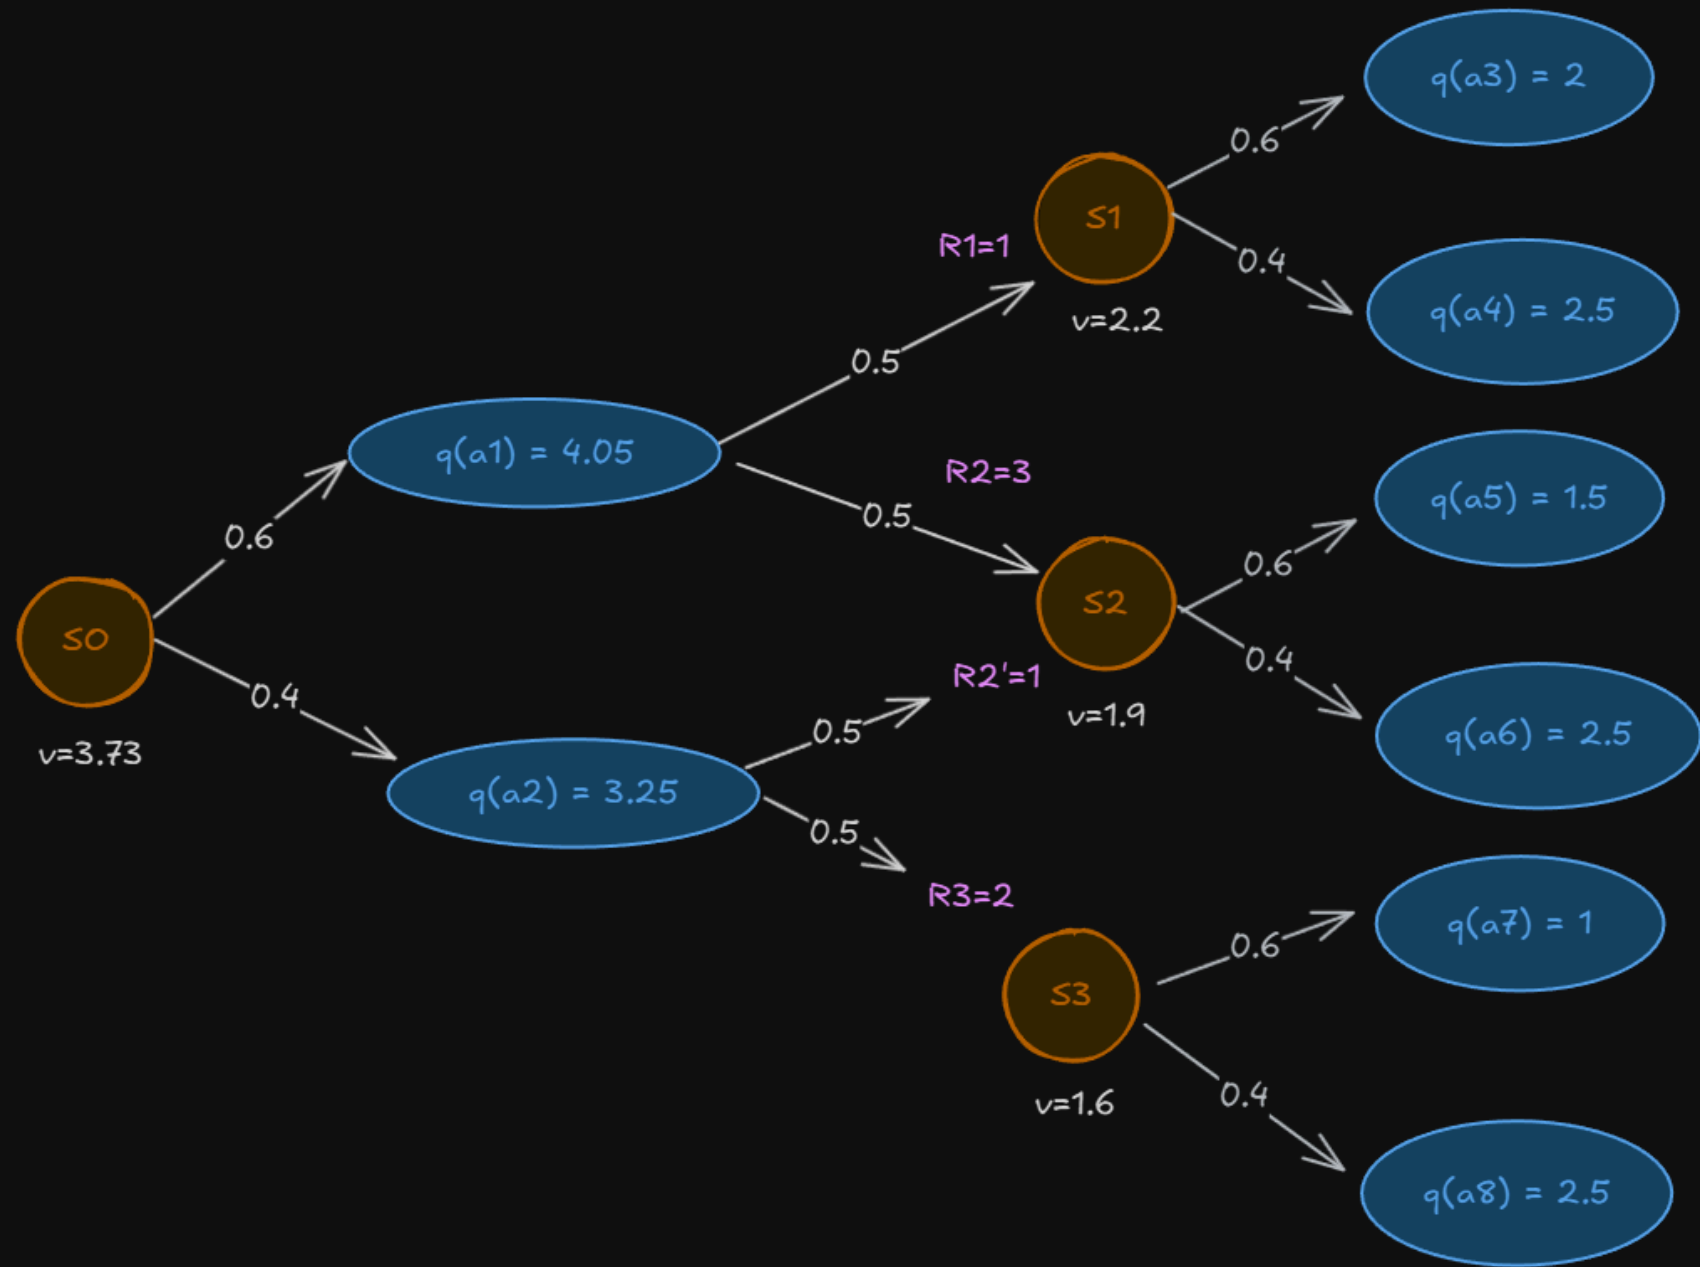 q(a3) = 2
0.6
S1
R1=1
0.4
v=2.2
q(a4) = 2.5
0.5
q(a1) = 4.05
R2=3
q(a5) = 1.5
0.5
0.6
0.6
S2
S0
0.4
R2'=1
0.4
v=1.9
q(a6) = 2.5
v=3.73
0.5
q(a2) = 3.25
0.5
R3=2
q(a7) = 1
0.6
S3
0.4
v=1.6
q(a8) = 2.5